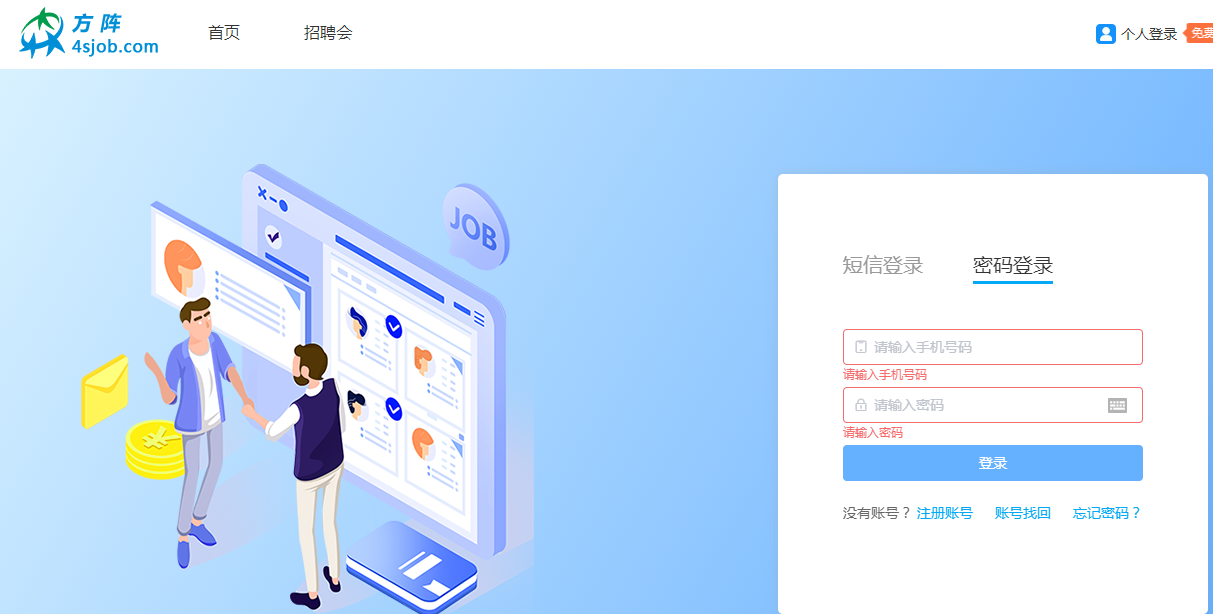 方阵
4sjob.com
首页
招聘会
个人登录
免费
JOB
短信登录
密码登录
请输入手机号码
请输入手机号码
请输入密码
请输入密码
登录
没有账号？ 注册账号 账号找回 忘记密码？